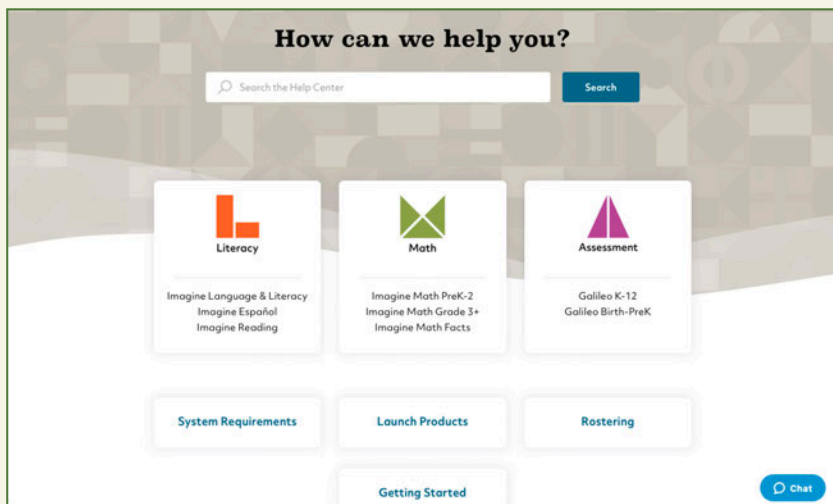 How can we help you?
Search the Help Center
Search
Literacy
Imagine Language & Literacy
Imagine Español
Imagine Reading
Math
Imagine Math PreK-2
Imagine Math Grade 3+
Imagine Math Facts
Assessment
Galileo K-12
Galileo Birth-PreK
System Requirements
Launch Products
Rostering
Getting Started
Chat